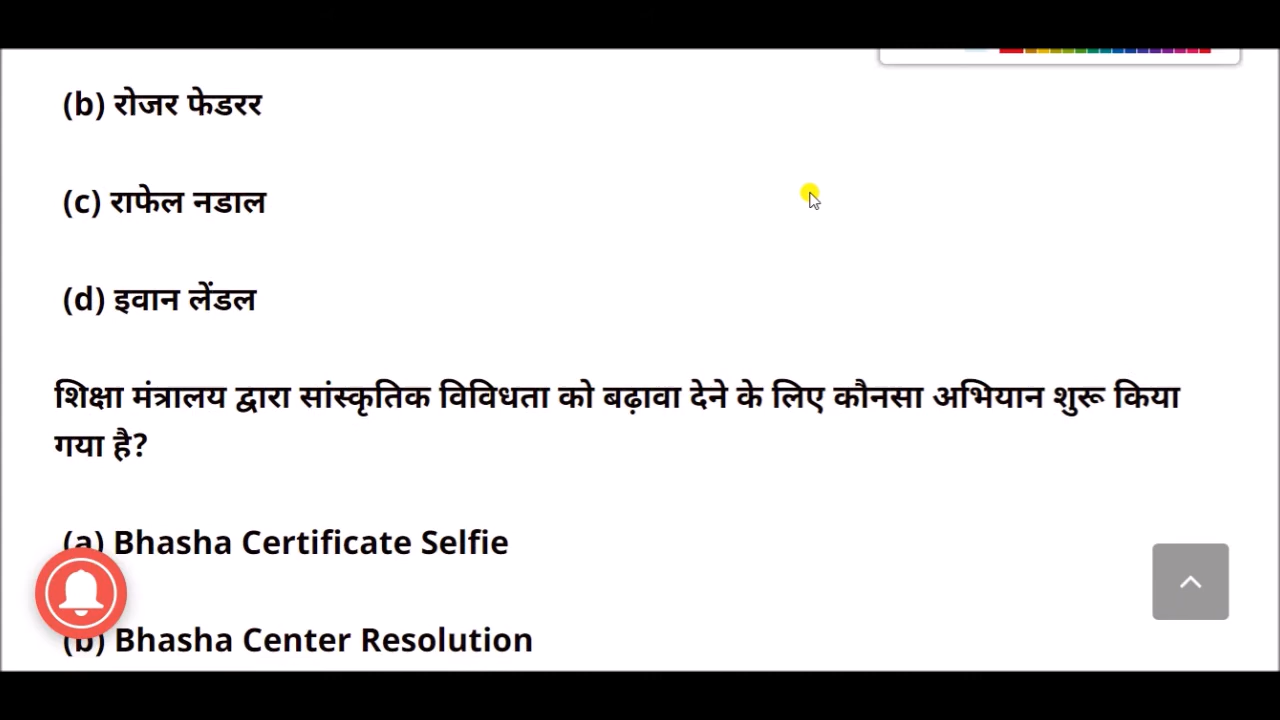 (b) रोजर फेडरर
(c) राफेल नडाल
(d) इवान लेंडल
शिक्षा मंत्रालय द्वारा सांस्कृतिक विविधता को बढ़ावा देने के लिए कौनसा अभियान शुरू किया
गया है?
(a) Bhasha Certificate Selfie
(b) Bhasha Center Resolution